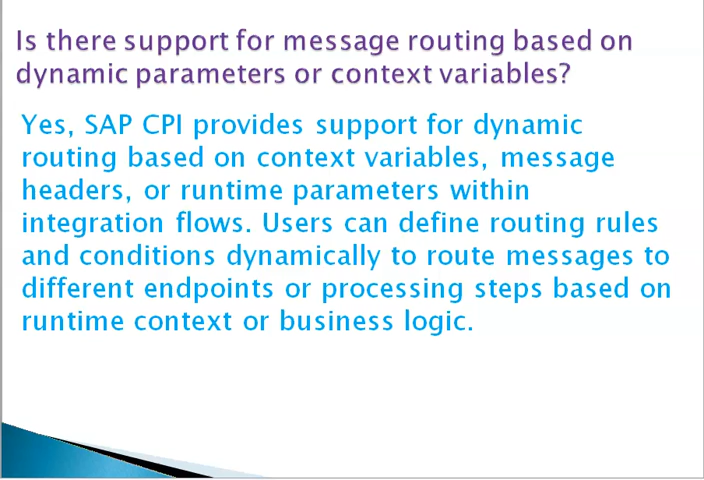 Is there support for message routing based on
dynamic parameters or context variables?
Yes, SAP CPI provides support for dynamic
routing based on context variables, message
headers, or runtime parameters within
integration flows. Users can define routing rules
and conditions dynamically to route messages to
different endpoints or processing steps based on
runtime context or business logic.